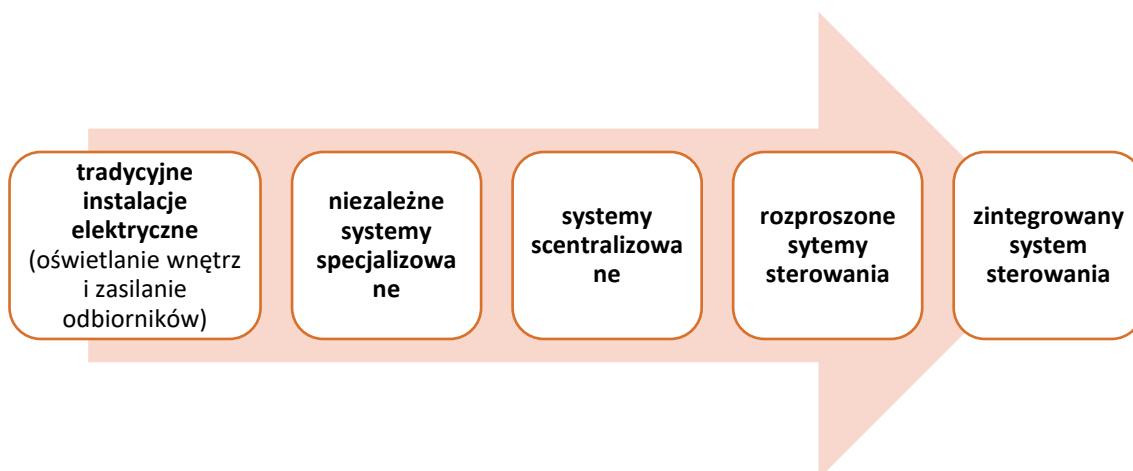 tradycyjne
instalacje
elektryczne
(oświetlanie wnętrz
i zasilanie
odbiorników)
niezależne
systemy
specjalizowa
ne
systemy
scentralizowa
ne
rozproszone
sytemy
sterowania
zintegrowany
system
sterowania